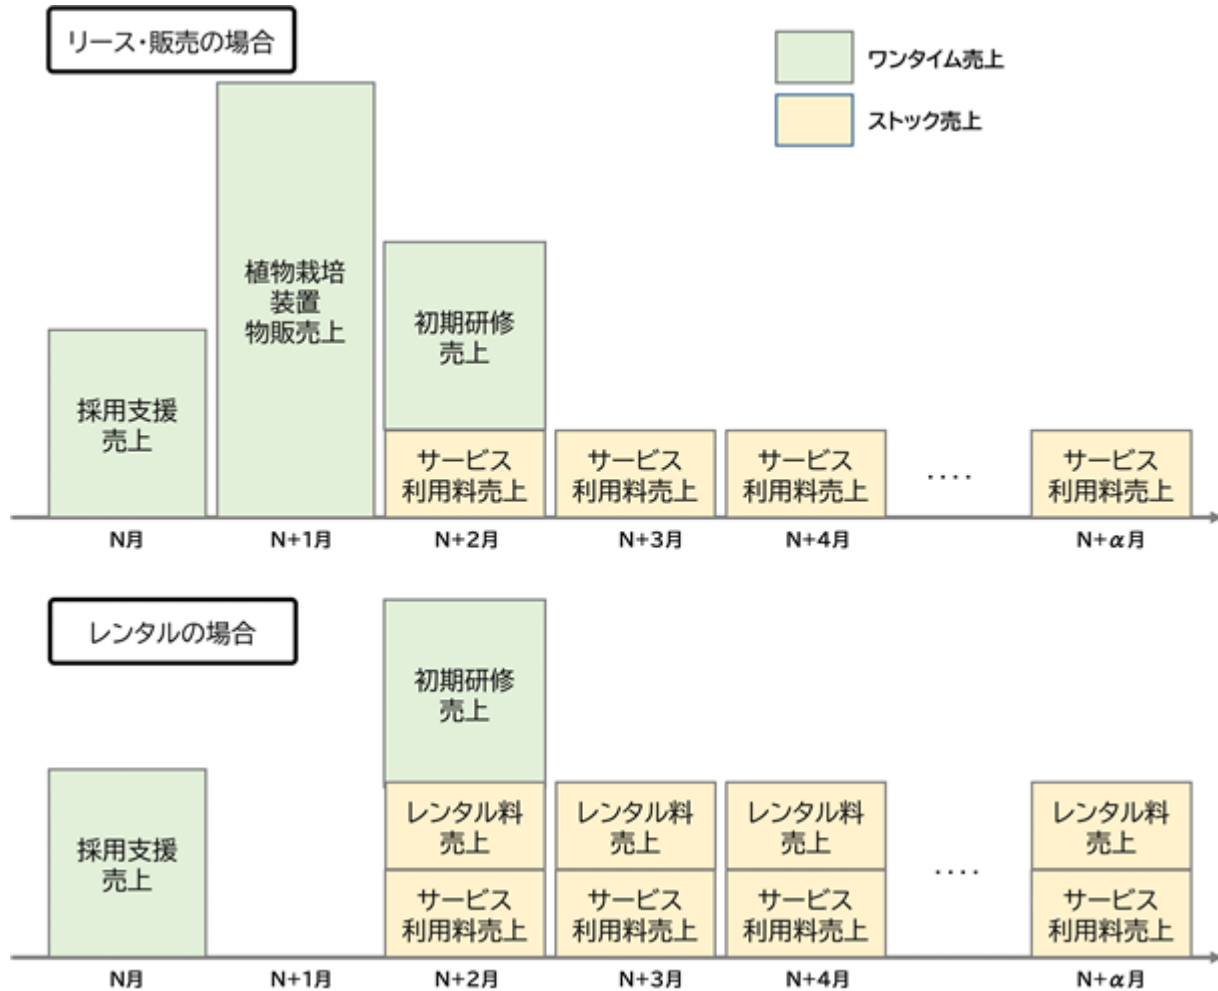 リース・販売の場合
ワンタイム売上
ストック売上
採用支援
売上
植物栽培
装置
物販売上
初期研修
売上
サービス
利用料売上
サービス
利用料売上
サービス
利用料売上
‥‥
サービス
利用料売上
N月
N+1月
N+2月
N+3月
N+4月
N+α月
レンタルの場合
採用支援
売上
初期研修
売上
レンタル料
売上
サービス
利用料売上
レンタル料
売上
サービス
利用料売上
レンタル料
売上
サービス
利用料売上
‥‥
レンタル料
売上
サービス
利用料売上
N月
N+1月
N+2月
N+3月
N+4月
N+α月